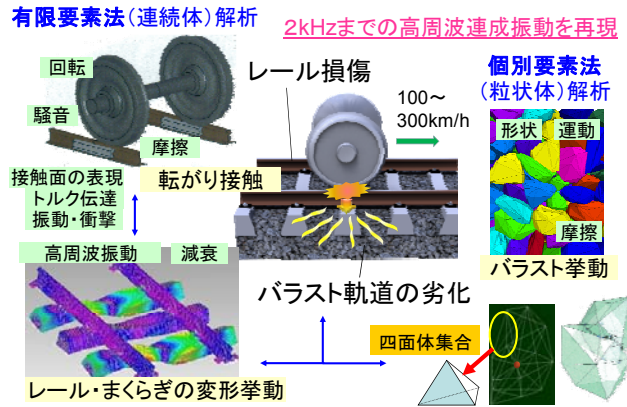 有限要素法(連続体)解析
2kHzまでの高周波連成振動を再現
回転
騒音
摩擦
接触面の表現
トルク伝達
振動・衝撃
転がり接触
レール損傷
100～
300km/h
個別要素法
(粒状体)解析
形状 運動
摩擦
バラスト挙動
高周波振動 減衰
バラスト軌道の劣化
レール・まくらぎの変形挙動
四面体集合